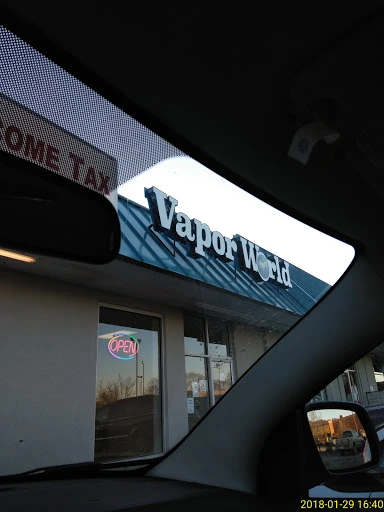 OME TAX
Vapor World
OPEN
2018-01-29 16:40